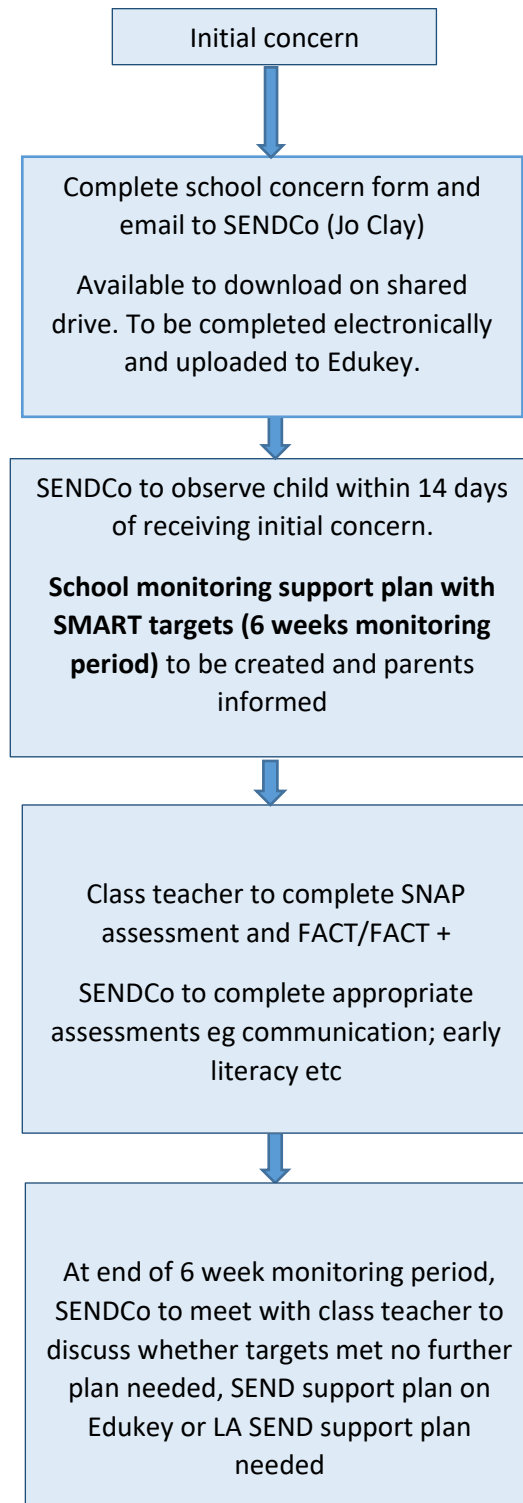 Initial concern
Complete school concern form and
email to SENDCo (Jo Clay)
Available to download on shared
drive. To be completed electronically
and uploaded to Edukey.
SENDCo to observe child within 14 days
of receiving initial concern.
School monitoring support plan with
SMART targets (6 weeks monitoring
period) to be created and parents
informed
Class teacher to complete SNAP
assessment and FACT/FACT +
SENDCo to complete appropriate
assessments eg communication; early
literacy etc
At end of 6 week monitoring period,
SENDCo to meet with class teacher to
discuss whether targets met no further
plan needed, SEND support plan on
Edukey or LA SEND support plan
needed